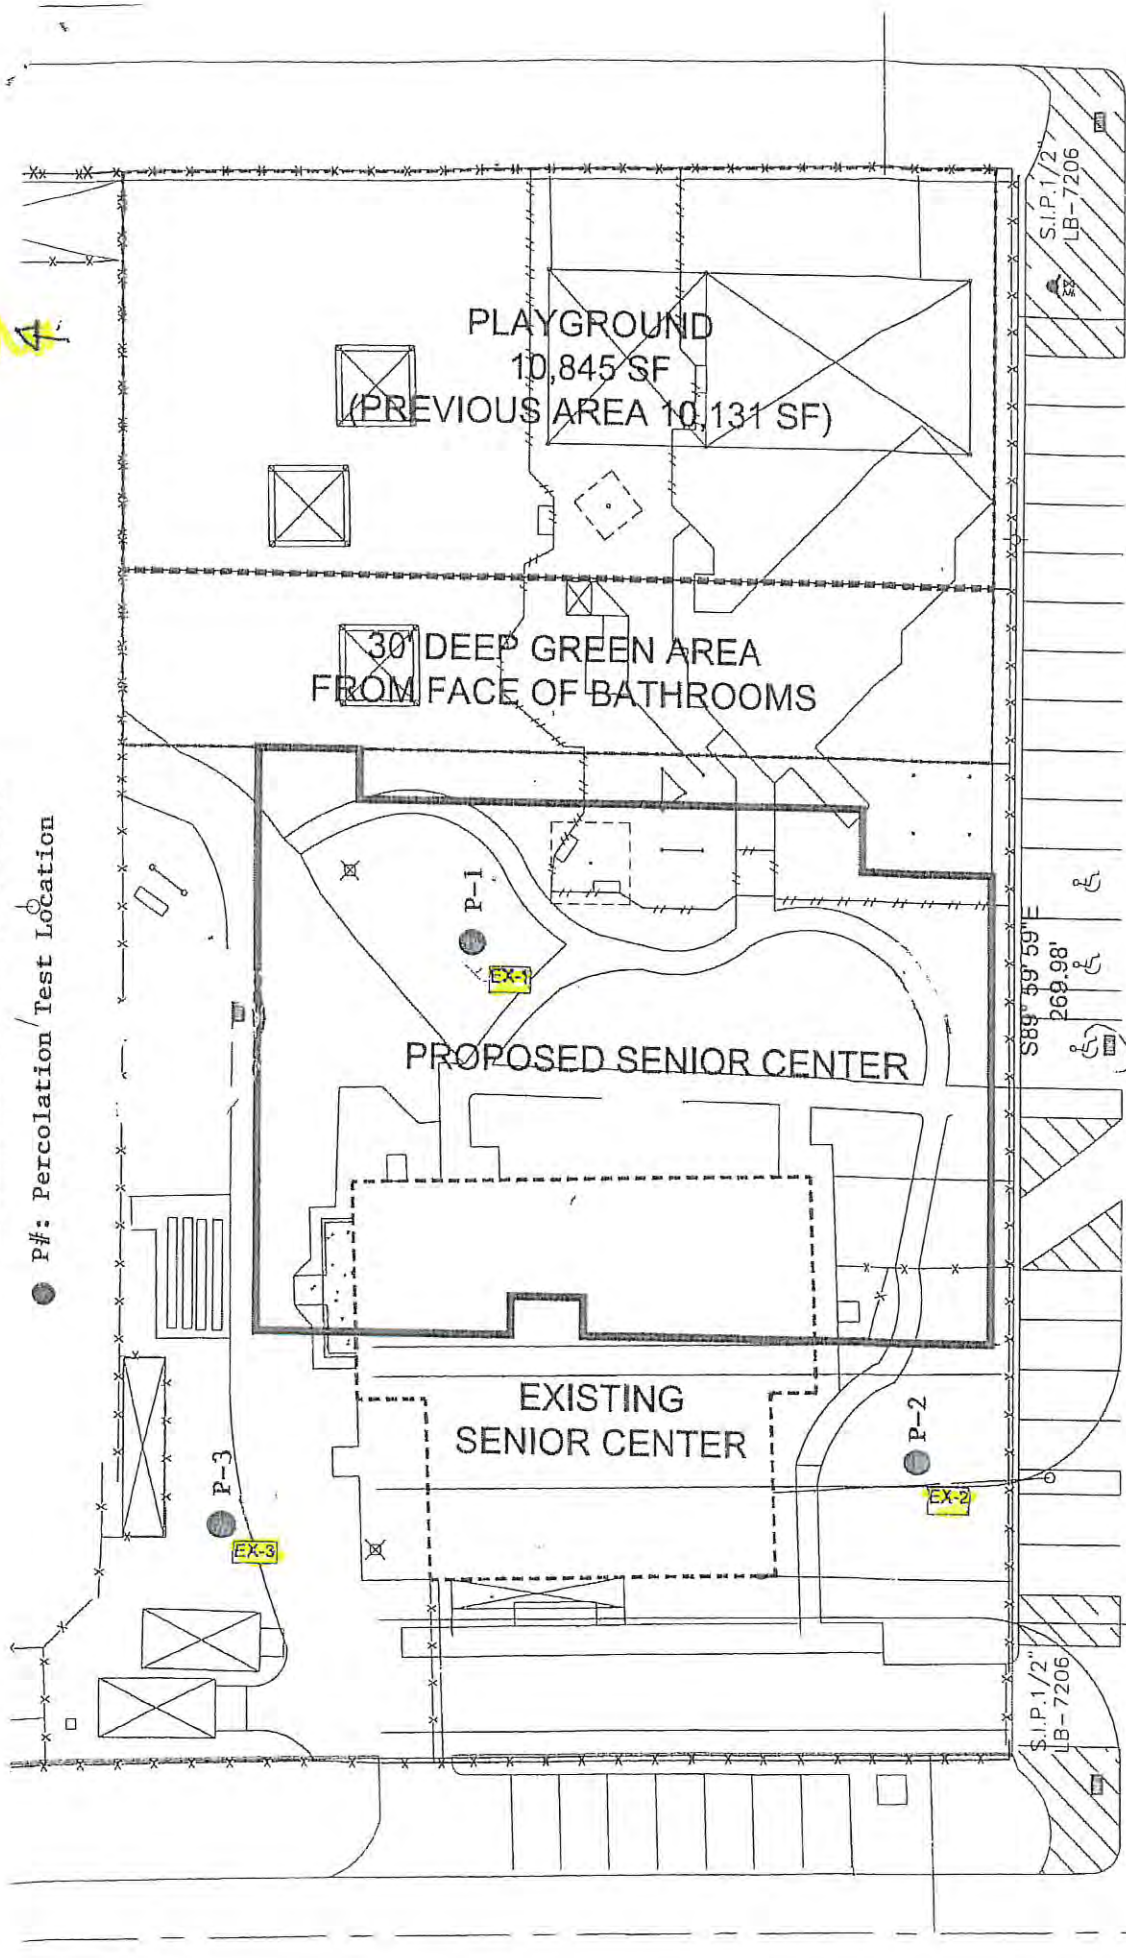 PLAYGROUND
10,845 SF
(PREVIOUS AREA 10,131 SF)
30' DEEP GREEN AREA
FROM FACE OF BATHROOMS
P-1
EX-1
PROPOSED SENIOR CENTER
EXISTING
SENIOR CENTER
P-2
EX-2
P-3
EX-3
P#: Percolation Test Location
S.I.P.1/2"
LB-7206
S89° 59' 59"E
269.98'
S.I.P.1/2"
LB-7206